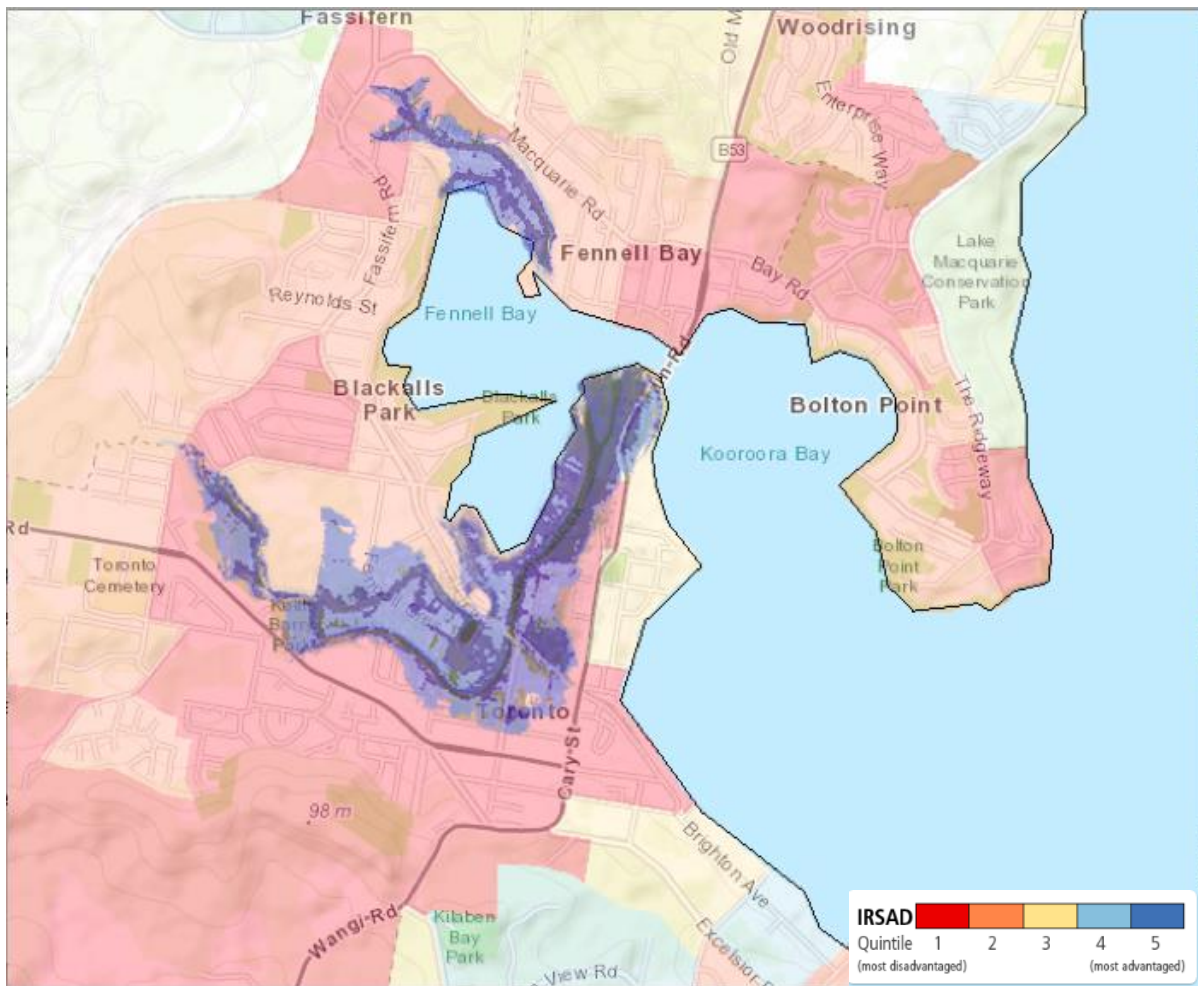 Fassifern
Woodrising
Old M
Enterprise Way
B53
Macquarie Rd
Fassifern Rd
Fennell Bay
Bay Rd
Lake
Macquarie
Conservation
Park
Reynolds St
Fennell Bay
n-Rd
Blackalls
Park
Blackalls
Park
Bolton Point
The Ridgeway
Kooroora Bay
Rd
Toronto
Cemetery
Bolton
Point
Park
Toronto
Cary-St
98 m
Brighton Ave
Wangi-Rd
Kilaben
Bay
Park
View Rd
Excelsior
IRSAD
Quintile 1 2 3 4 5
(most disadvantaged) (most advantaged)